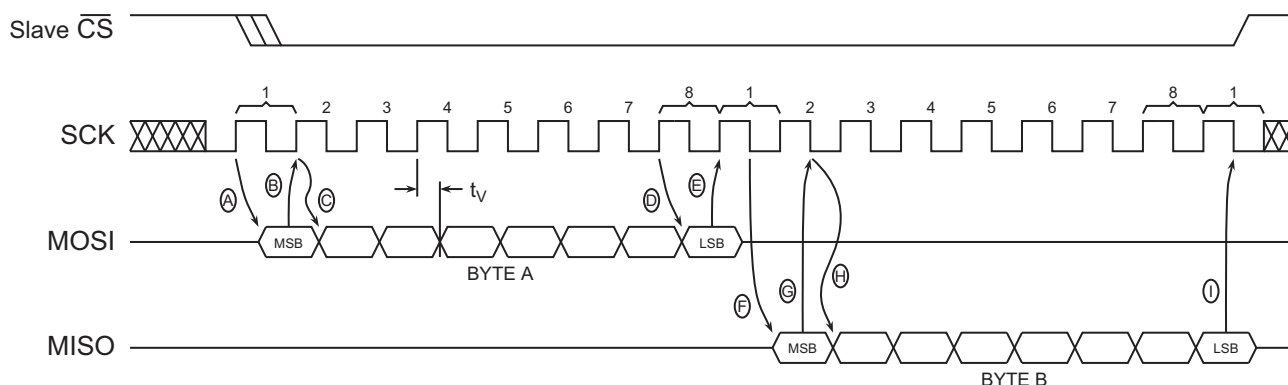 Slave CS
1 8 1 8 1
2 3 4 5 6 7 2 3 4 5 6 7
SCK
A B C tV D E
MOSI MSB LSB
BYTE A
F G H I
MISO MSB LSB
BYTE B